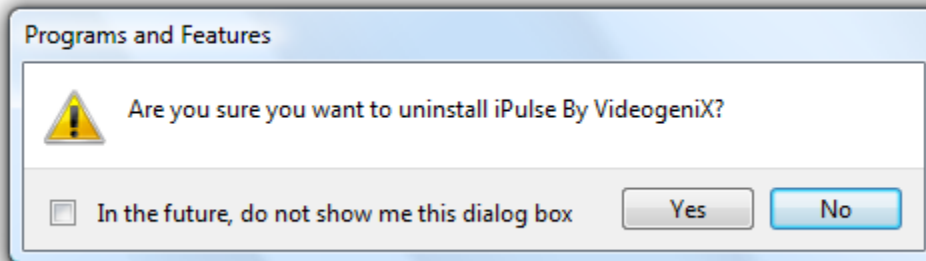 Programs and Features
Are you sure you want to uninstall iPulse By VideogeniX?
In the future, do not show me this dialog box
Yes
No